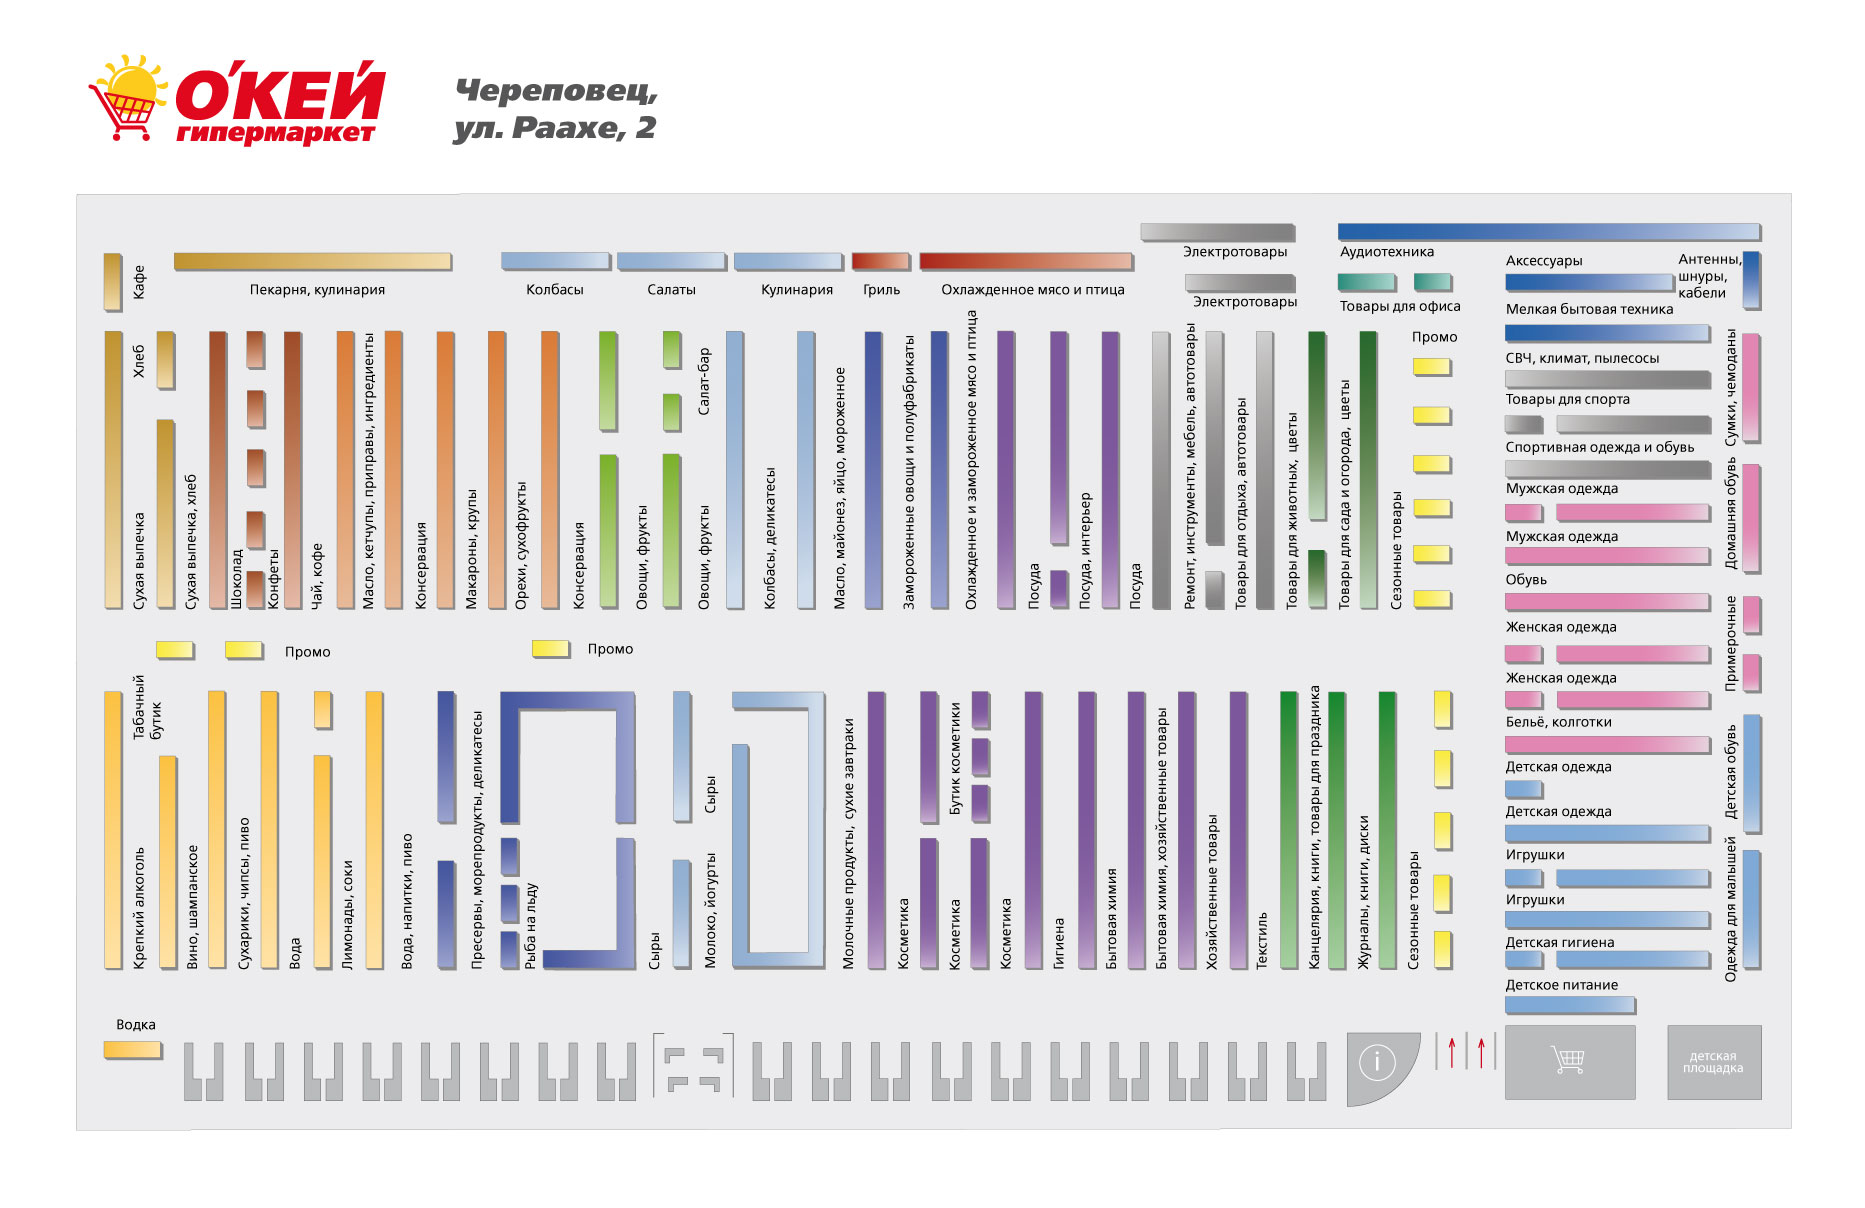 О'КЕЙ
гипермаркет
Череповец,
ул. Раахе, 2
Кафе
Пекарня, кулинария
Колбасы
Салаты
Кулинария
Гриль
Охлажденное мясо и птица
Электротовары
Электротовары
Аудиотехника
Товары для офиса
Промо
Аксессуары
Антенны,
шнуры,
кабели
Мелкая бытовая техника
СВЧ, климат, пылесосы
Товары для спорта
Спортивная одежда и обувь
Мужская одежда
Мужская одежда
Обувь
Женская одежда
Женская одежда
Бельё, колготки
Детская одежда
Детская одежда
Игрушки
Игрушки
Детская гигиена
Детское питание
Сумки, чемоданы
Домашняя обувь
Примерочные
Детская обувь
Одежда для малышей
Хлеб
Сухая выпечка
Сухая выпечка, хлеб
Шоколад
Конфеты
Чай, кофе
Масло, кетчупы, приправы, ингредиенты
Консервация
Макароны, крупы
Орехи, сухофрукты
Консервация
Овощи, фрукты
Салат-бар
Овощи, фрукты
Колбасы, деликатесы
Масло, майонез, яйцо, мороженное
Замороженные овощи и полуфабрикаты
Охлажденное и замороженное мясо и птица
Посуда
Посуда, интерьер
Посуда
Ремонт, инструменты, мебель, автотовары
Товары для отдыха, автотовары
Товары для животных, цветы
Товары для сада и огорода, цветы
Сезонные товары
Промо
Промо
Табачный
бутик
Крепкий алкоголь
Вино, шампанское
Сухарики, чипсы, пиво
Вода
Лимонады, соки
Вода, напитки, пиво
Пресервы, морепродукты, деликатесы
Рыба на льду
Сыры
Сыры
Молоко, йогурты
Молочные продукты, сухие завтраки
Косметика
Бутик косметики
Косметика
Косметика
Гигиена
Бытовая химия
Бытовая химия, хозяйственные товары
Хозяйственные товары
Текстиль
Канцелярия, книги, товары для праздника
Журналы, книги, диски
Сезонные товары
Водка
i
детская
площадка